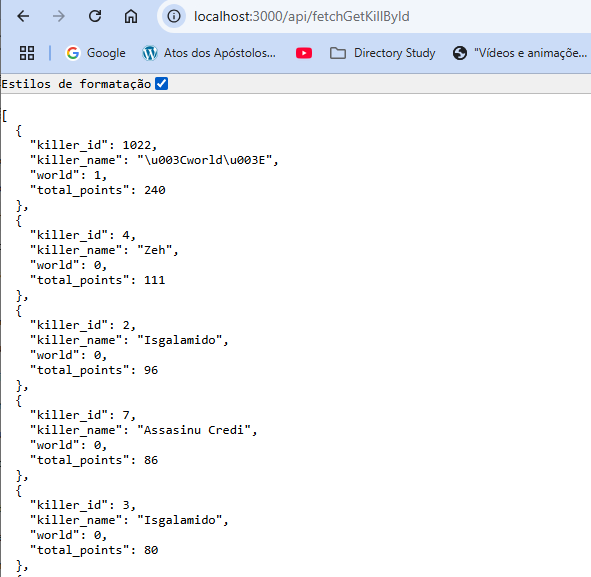 localhost:3000/api/fetchGetKillById
Google Atos dos Apóstolos... Directory Study "Vídeos e animaçõe...
Estilos de formatação
[
  {
    "killer_id": 1022,
    "killer_name": "\u003Cworld\u003E",
    "world": 1,
    "total_points": 240
  },
  {
    "killer_id": 4,
    "killer_name": "Zeh",
    "world": 0,
    "total_points": 111
  },
  {
    "killer_id": 2,
    "killer_name": "Isgalamido",
    "world": 0,
    "total_points": 96
  },
  {
    "killer_id": 7,
    "killer_name": "Assasinu Credi",
    "world": 0,
    "total_points": 86
  },
  {
    "killer_id": 3,
    "killer_name": "Isgalamido",
    "world": 0,
    "total_points": 80
  },